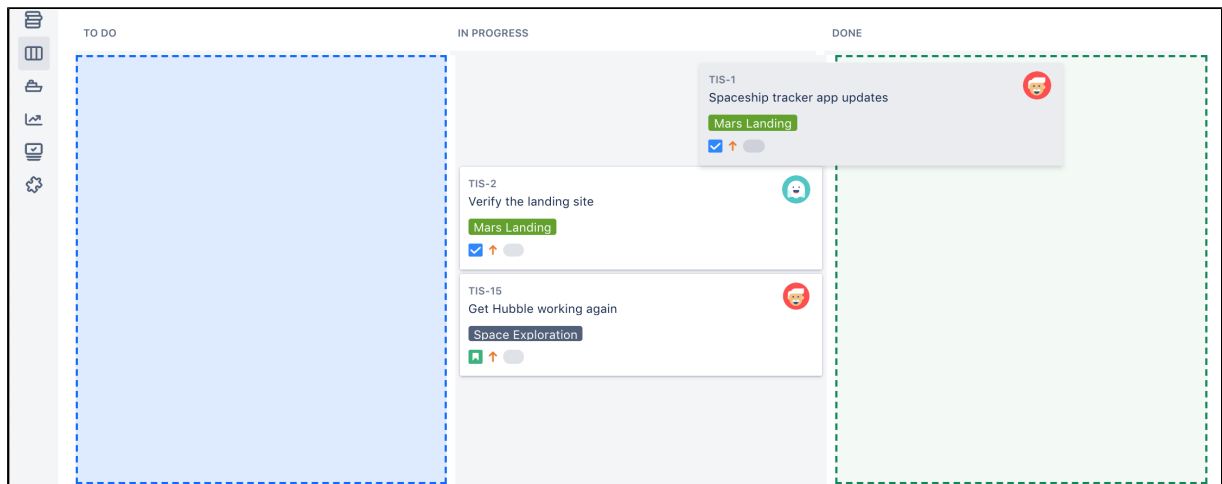 TO DO
IN PROGRESS
DONE
TIS-1
Spaceship tracker app updates
Mars Landing
TIS-2
Verify the landing site
Mars Landing
TIS-15
Get Hubble working again
Space Exploration